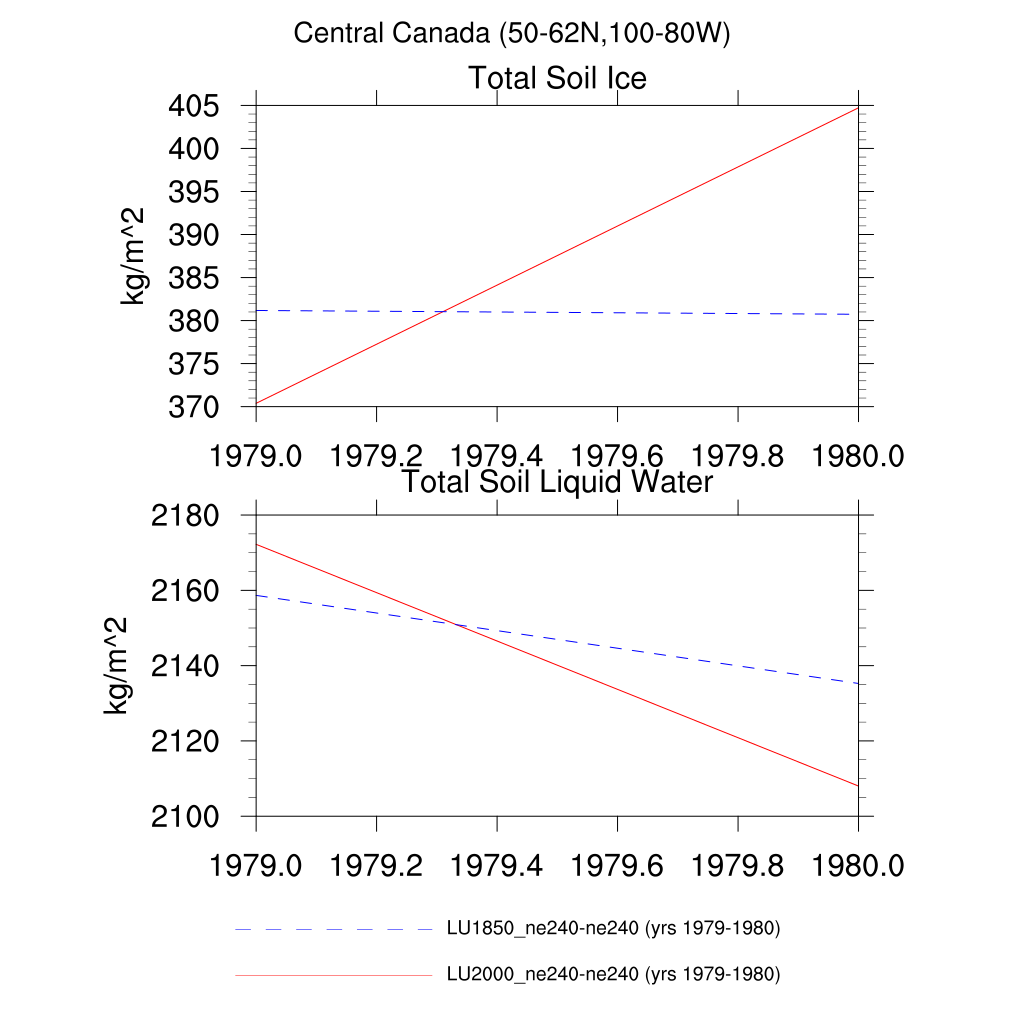 Central Canada (50-62N,100-80W)
Total Soil Ice
405
400
395
390
385
380
375
370
kg/m^2
1979.0 1979.2 1979.4 1979.6 1979.8 1980.0
Total Soil Liquid Water
2180
2160
2140
2120
2100
kg/m^2
1979.0 1979.2 1979.4 1979.6 1979.8 1980.0
LU1850_ne240-ne240 (yrs 1979-1980)
LU2000_ne240-ne240 (yrs 1979-1980)